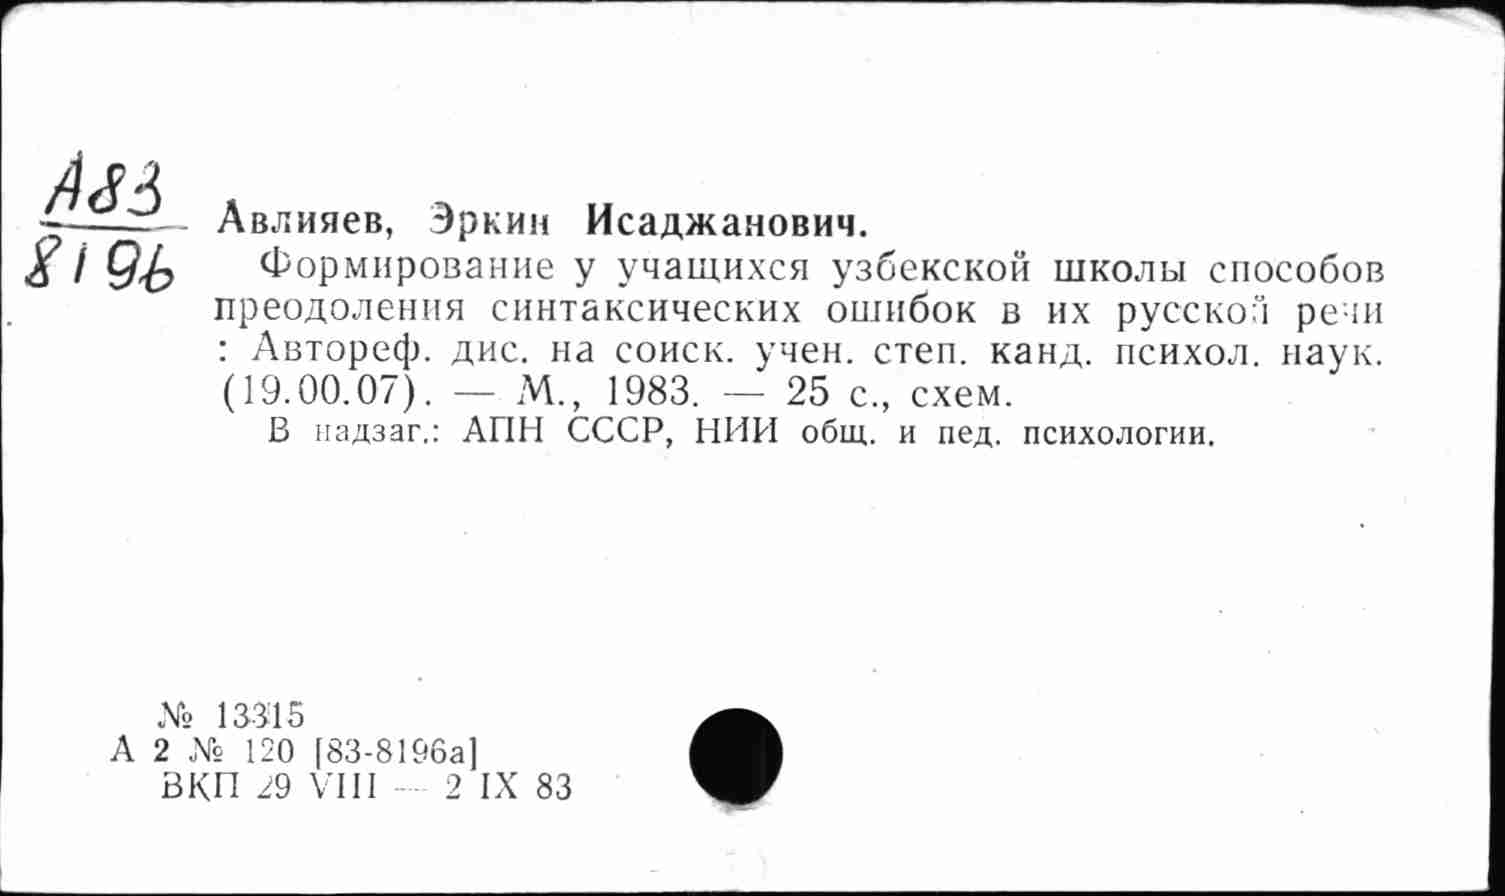 А83
8196
Авлияев, Эркин Исаджанович.
Формирование у учащихся узбекской школы способов
преодоления синтаксических ошибок в их русской речи
: Автореф. дис. на соиск. учен. степ. канд. психол. наук.
(19.00.07). — М., 1983. — 25 с., схем.
В надзаг.: АПН СССР, НИИ общ. и пед. психологии.
№ 13315
А 2 № 120 [83-8196а]
ВКП 29 VIII — 2 IX 83